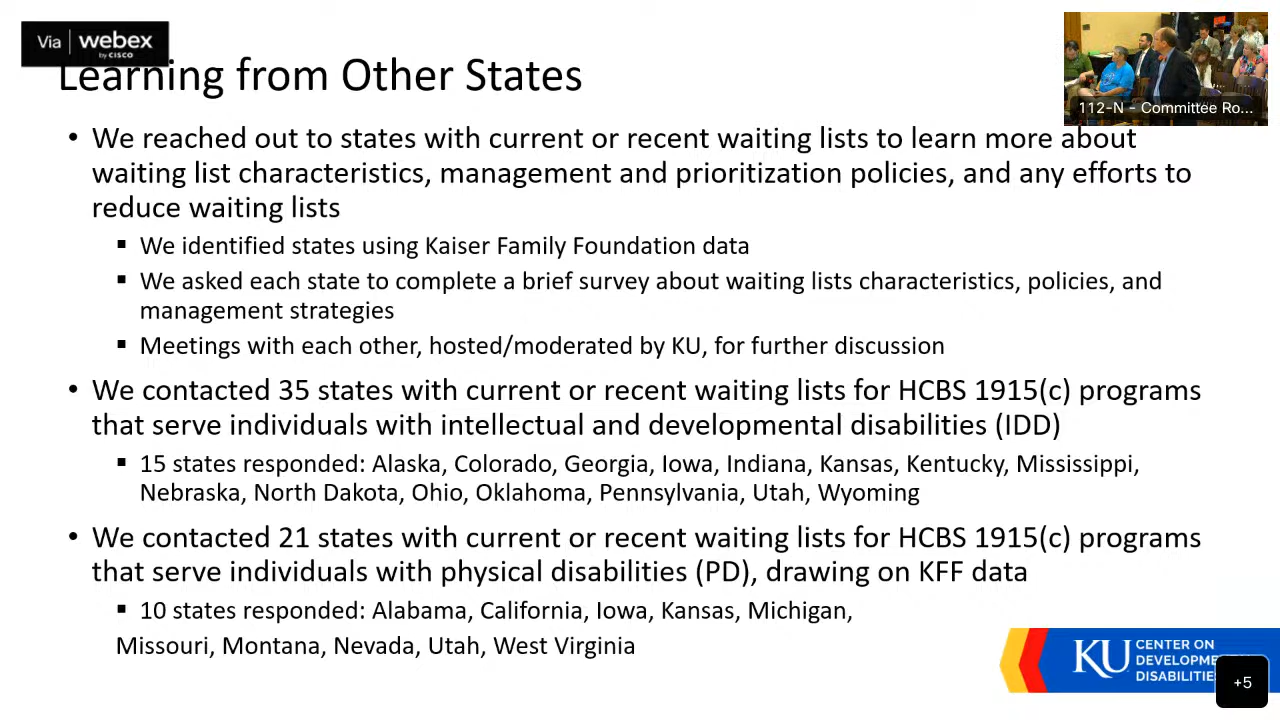 Via webex
by CISCO
Learning from Other States
112-N - Committee Ro...
• We reached out to states with current or recent waiting lists to learn more about
waiting list characteristics, management and prioritization policies, and any efforts to
reduce waiting lists
▪ We identified states using Kaiser Family Foundation data
▪ We asked each state to complete a brief survey about waiting lists characteristics, policies, and
management strategies
▪ Meetings with each other, hosted/moderated by KU, for further discussion
• We contacted 35 states with current or recent waiting lists for HCBS 1915(c) programs
that serve individuals with intellectual and developmental disabilities (IDD)
▪ 15 states responded: Alaska, Colorado, Georgia, Iowa, Indiana, Kansas, Kentucky, Mississippi,
Nebraska, North Dakota, Ohio, Oklahoma, Pennsylvania, Utah, Wyoming
• We contacted 21 states with current or recent waiting lists for HCBS 1915(c) programs
that serve individuals with physical disabilities (PD), drawing on KFF data
▪ 10 states responded: Alabama, California, Iowa, Kansas, Michigan,
Missouri, Montana, Nevada, Utah, West Virginia
KU CENTER ON
DEVELOPM
DISABILITI
+5